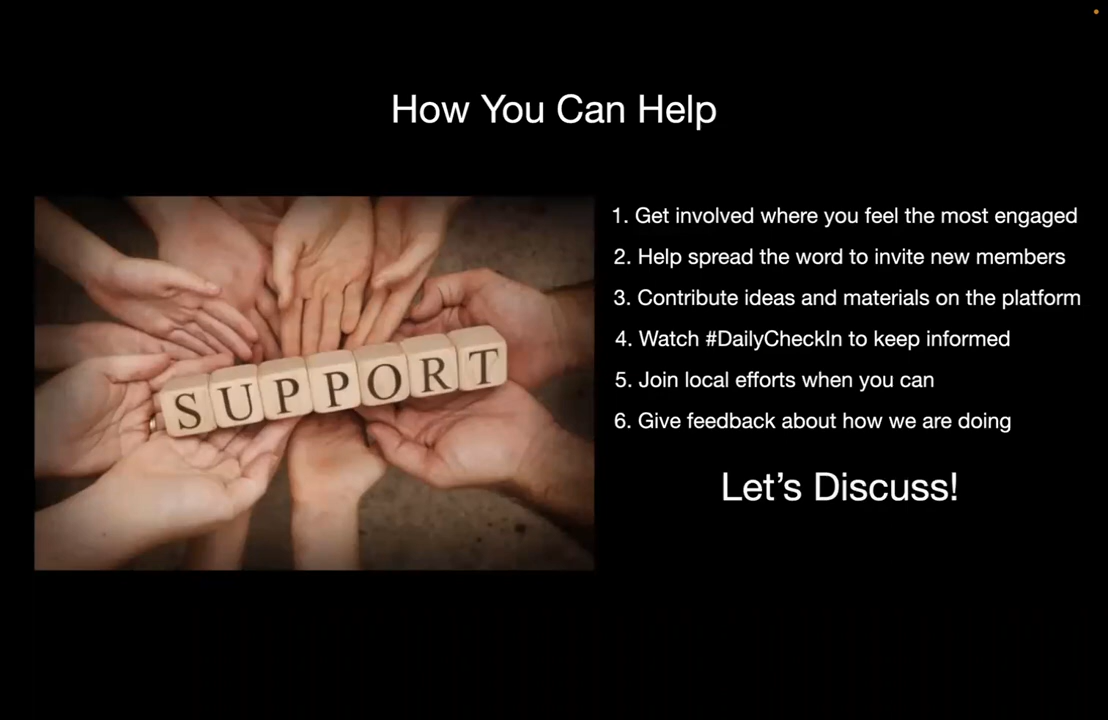 How You Can Help
SUPPORT
1. Get involved where you feel the most engaged
2. Help spread the word to invite new members
3. Contribute ideas and materials on the platform
4. Watch #DailyCheckIn to keep informed
5. Join local efforts when you can
6. Give feedback about how we are doing
Let's Discuss!